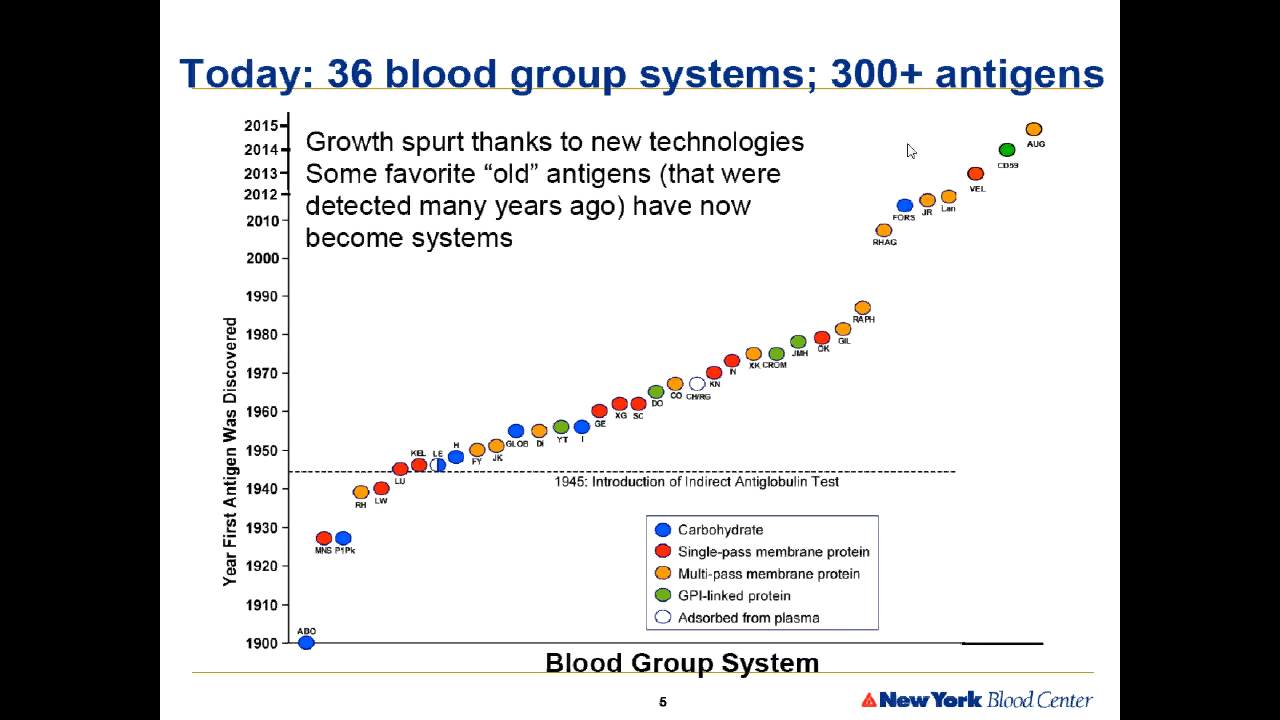 Today: 36 blood group systems; 300+ antigens
Growth spurt thanks to new technologies
Some favorite “old” antigens (that were
detected many years ago) have now
become systems
Year First Antigen Was Discovered
2015
2014
2013
2012
2010
2000
1990
1980
1970
1960
1950
1940
1930
1920
1910
1900
ABO
MNS
P1Pk
RH
LW
LU
KEL
LE
H
FY
JK
GLOB
DI
YT
I
GE
XG
SC
DO
CO
CH/RG
KN
IN
XK
CROM
JMH
OK
GIL
RAPH
RHAG
FORS
JR
Lan
VEL
CD59
AUG
1945: Introduction of Indirect Antiglobulin Test
Carbohydrate
Single-pass membrane protein
Multi-pass membrane protein
GPI-linked protein
Adsorbed from plasma
Blood Group System
5
New York Blood Center